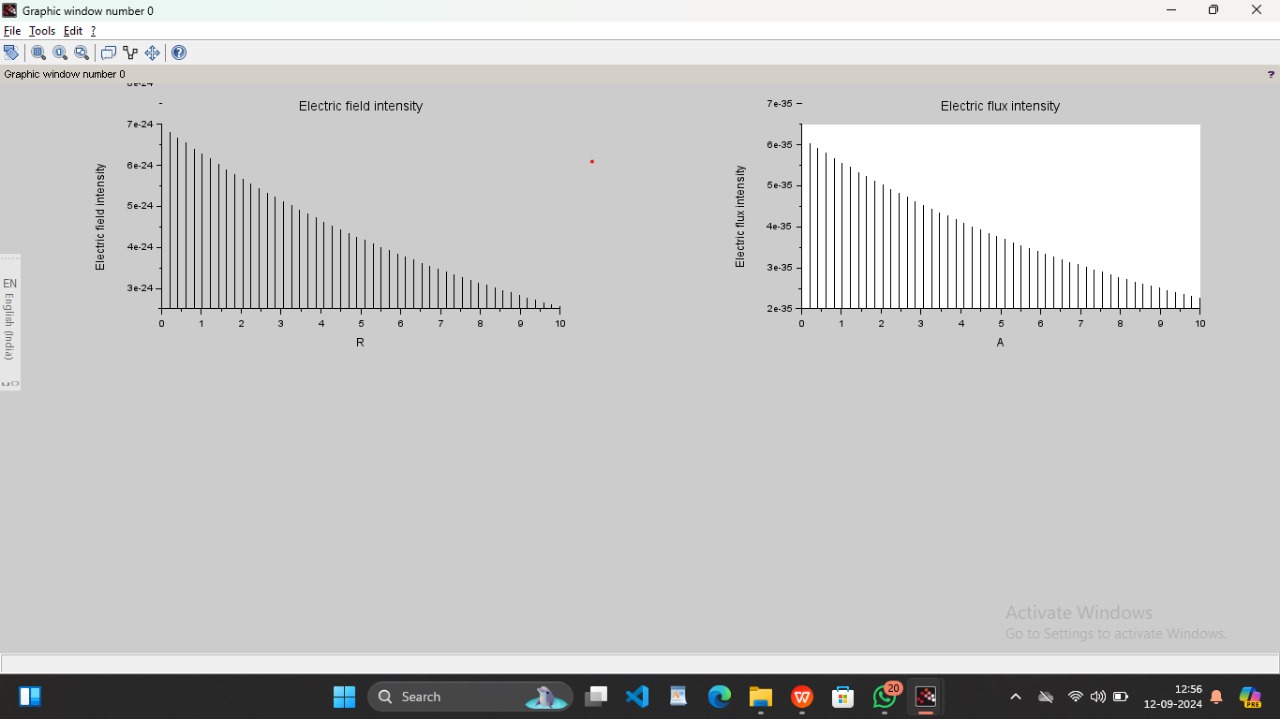 Graphic window number 0
File Tools Edit ?
Graphic window number 0 ?
Electric field intensity
7e-24
6e-24
5e-24
4e-24
3e-24
Electric field intensity
0 1 2 3 4 5 6 7 8 9 10
R
Electric flux intensity
7e-35
6e-35
5e-35
4e-35
3e-35
2e-35
Electric flux intensity
0 1 2 3 4 5 6 7 8 9 10
A
EN English (India)
Activate Windows
Go to Settings to activate Windows.
Search
20
12:56
12-09-2024
PRE